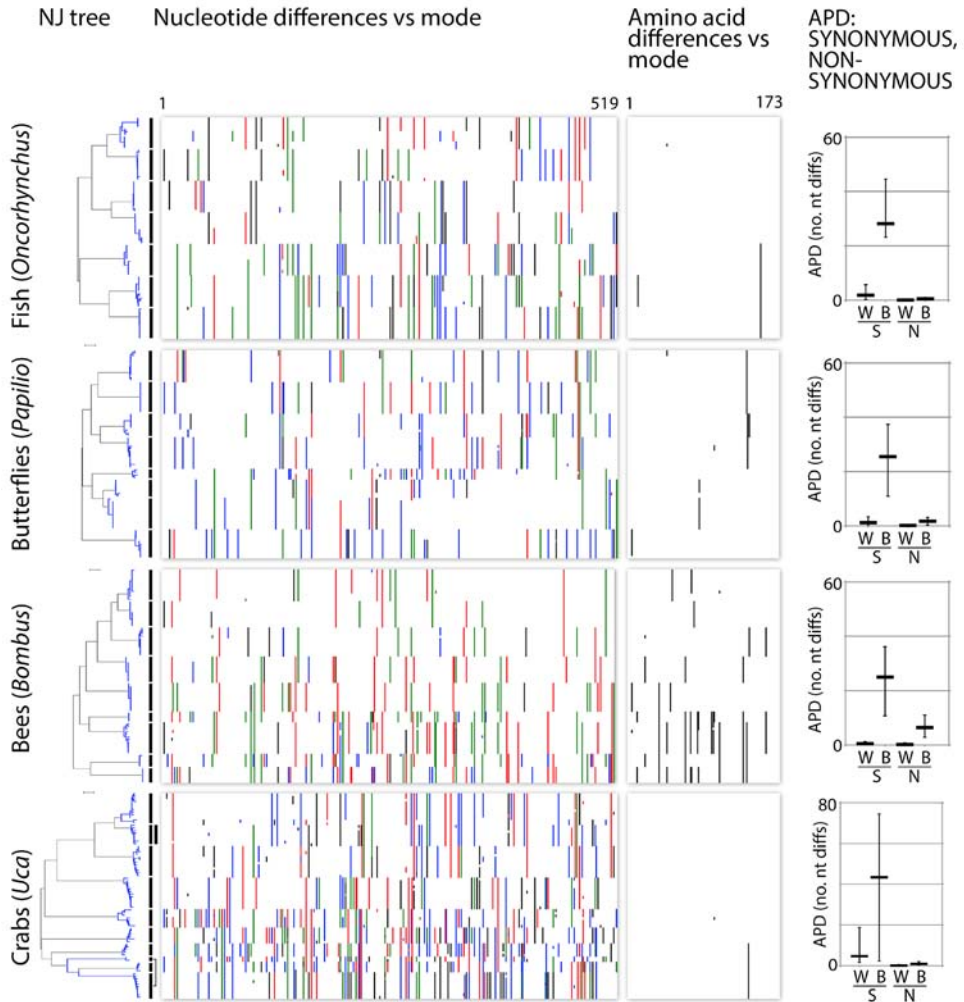 NJ tree
Nucleotide differences vs mode
Amino acid
differences vs
mode
APD:
SYNONYMOUS,
NON-
SYNONYMOUS
1
519
1
173
Fish (Oncorhynchus)
APD (no. nt diffs)
60
0
W B W B
S N
Butterflies (Papilio)
APD (no. nt diffs)
60
0
W B W B
S N
Bees (Bombus)
APD (no. nt diffs)
60
0
W B W B
S N
Crabs (Uca)
APD (no. nt diffs)
80
0
W B W B
S N